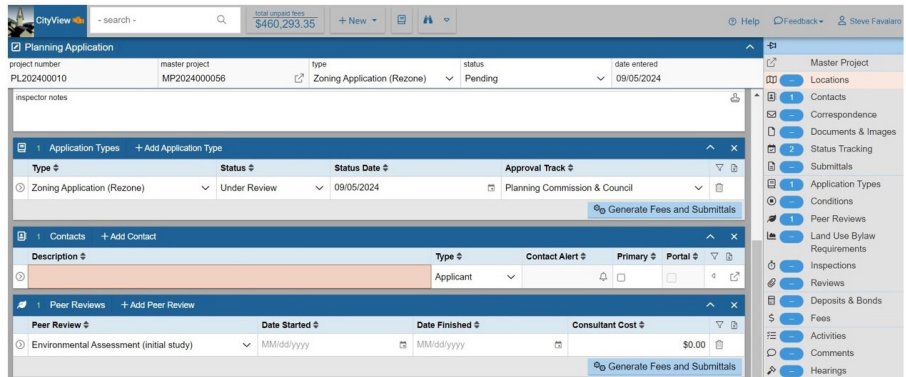 CityView - search - total unpaid fees
$460,293.35 + New Help Feedback Steve Favalaro
Planning Application
project number master project type status date entered
PL202400010 MP2024000056 Zoning Application (Rezone) Pending 09/05/2024
inspector notes
1 Application Types + Add Application Type
Type Status Status Date Approval Track
Zoning Application (Rezone) Under Review 09/05/2024 Planning Commission & Council
Generate Fees and Submittals
1 Contacts + Add Contact
Description Type Contact Alert Primary Portal
Applicant
1 Peer Reviews + Add Peer Review
Peer Review Date Started Date Finished Consultant Cost
Environmental Assessment (initial study) MM/dd/yyyy MM/dd/yyyy $0.00
Generate Fees and Submittals
Master Project
– Locations
1 Contacts
– Correspondence
– Documents & Images
2 Status Tracking
– Submittals
1 Application Types
– Conditions
1 Peer Reviews
– Land Use Bylaw
Requirements
– Inspections
– Reviews
– Deposits & Bonds
– Fees
– Activities
– Comments
– Hearings